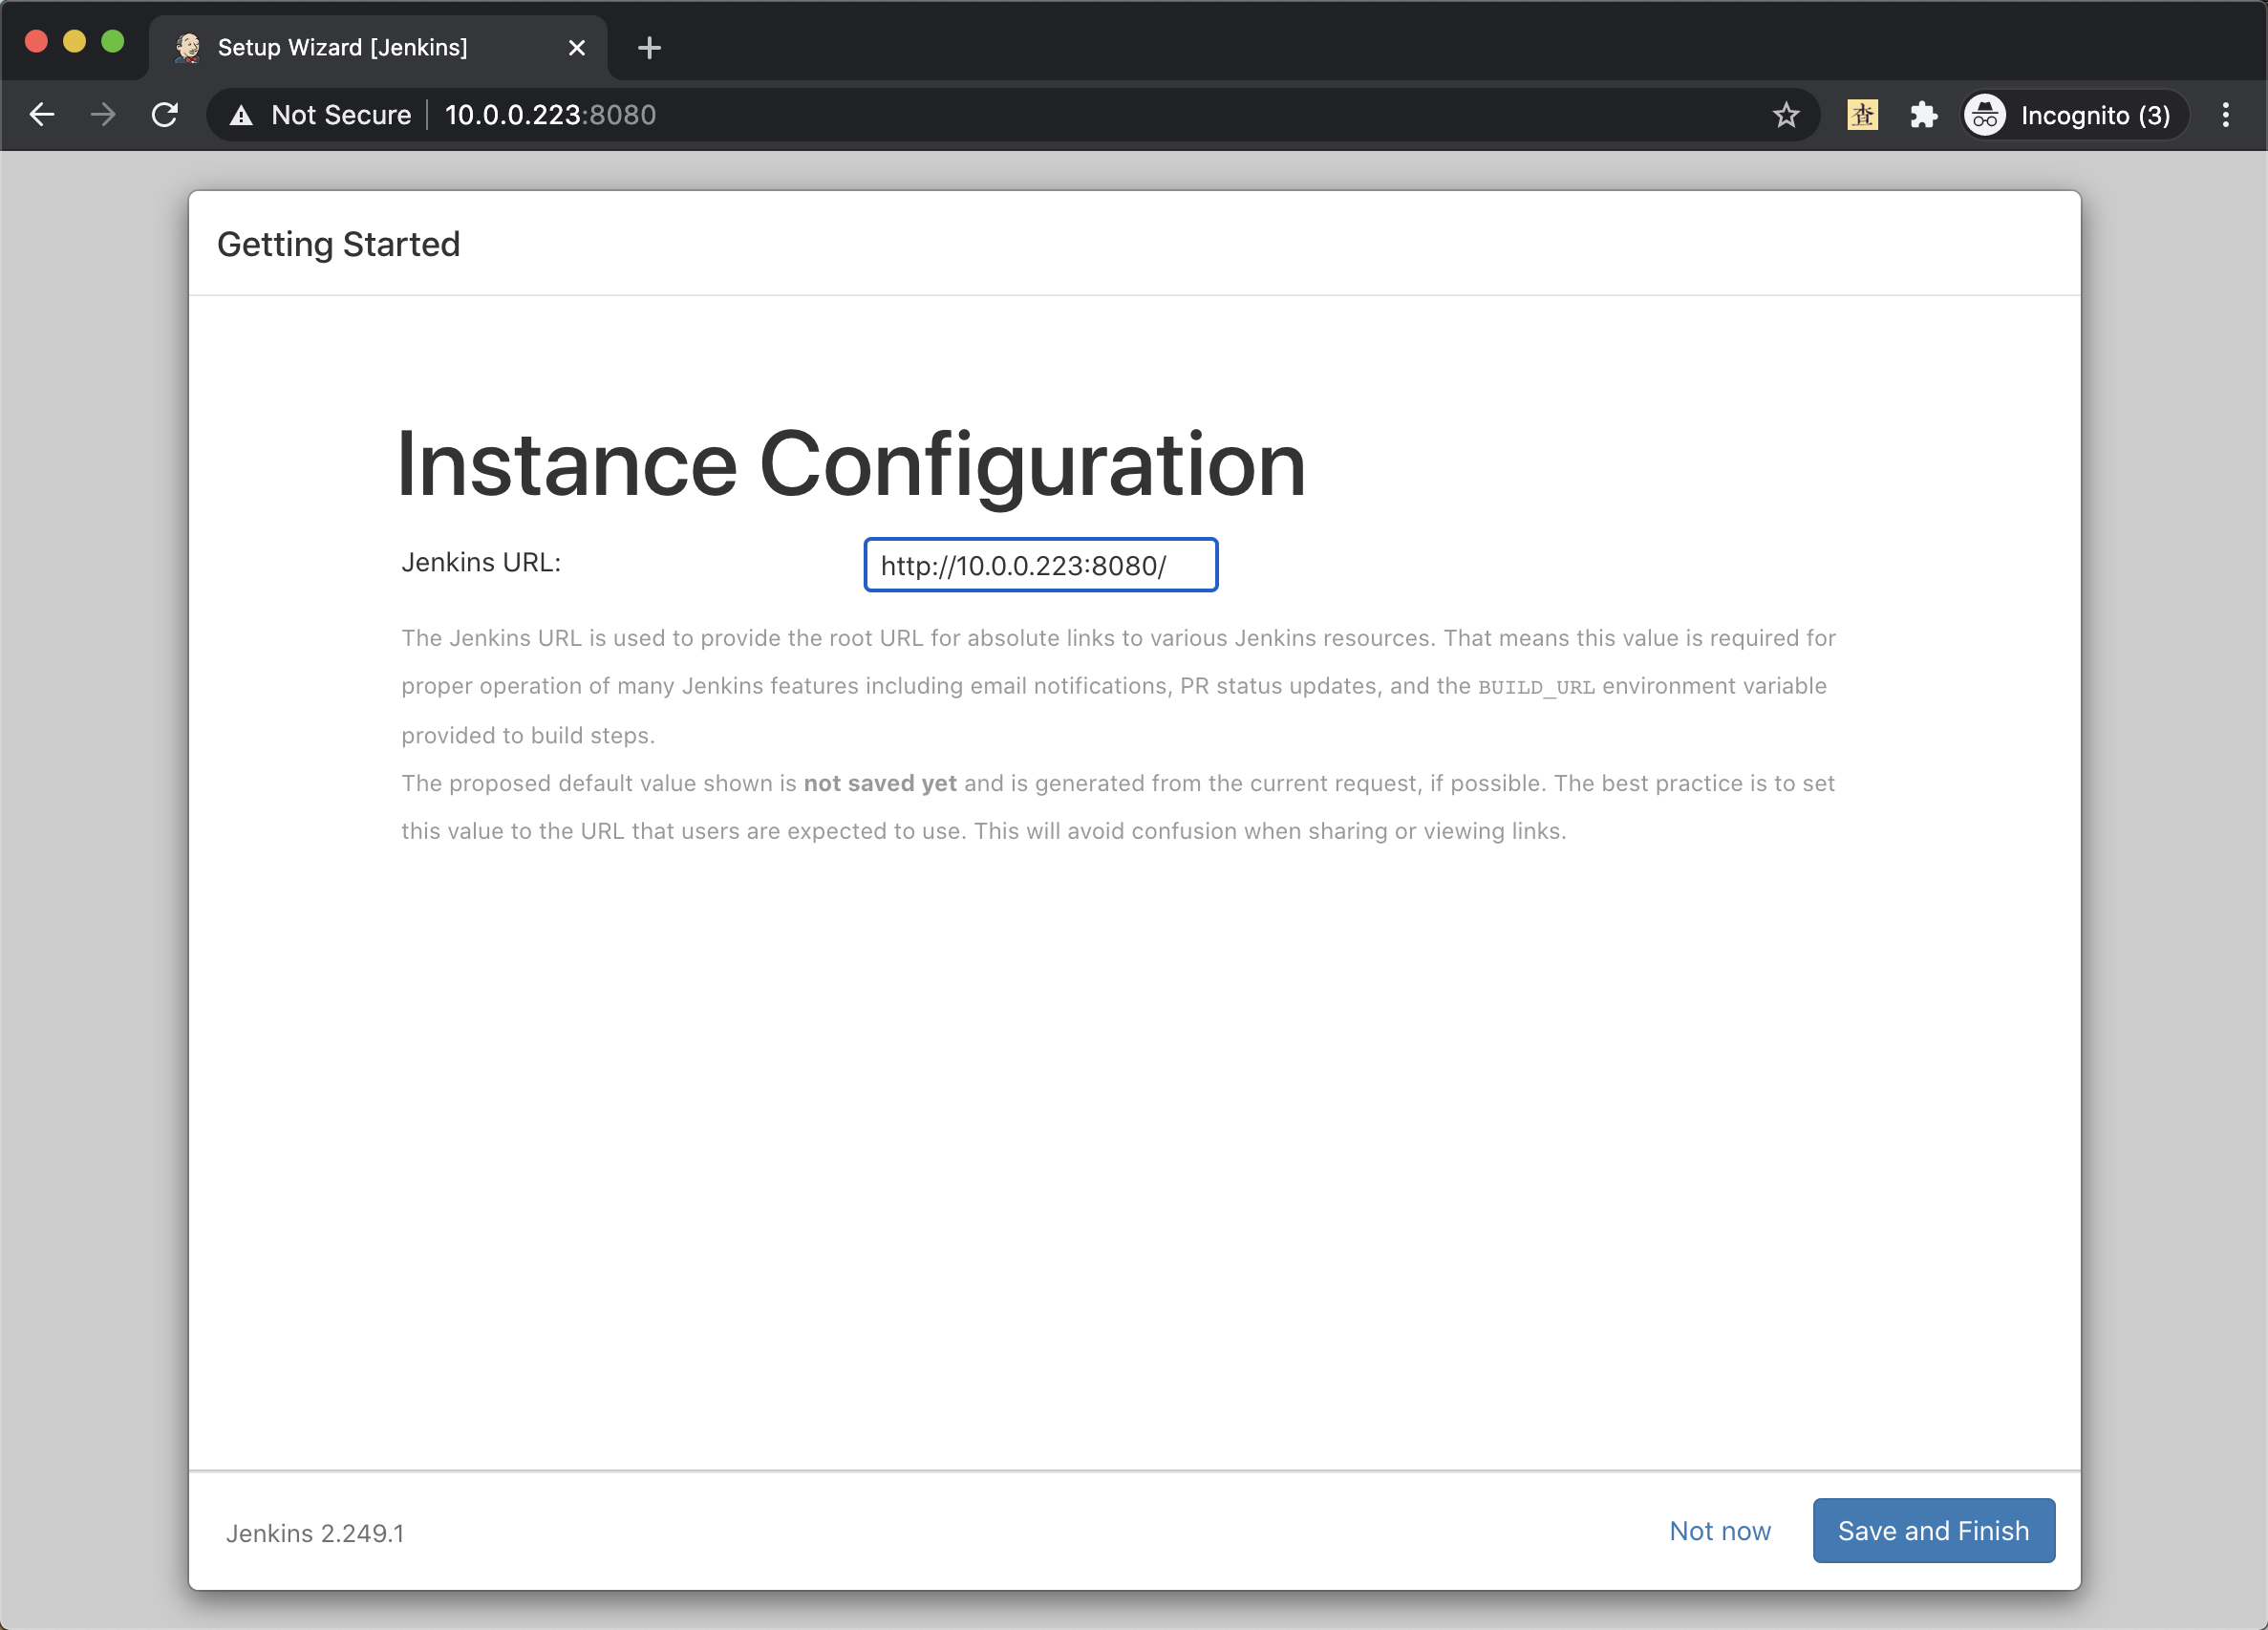 Setup Wizard [Jenkins]
Not Secure
10.0.0.223:8080
查
Incognito (3)
Getting Started
Instance Configuration
Jenkins URL:
http://10.0.0.223:8080/
The Jenkins URL is used to provide the root URL for absolute links to various Jenkins resources. That means this value is required for
proper operation of many Jenkins features including email notifications, PR status updates, and the BUILD_URL environment variable
provided to build steps.
The proposed default value shown is not saved yet and is generated from the current request, if possible. The best practice is to set
this value to the URL that users are expected to use. This will avoid confusion when sharing or viewing links.
Jenkins 2.249.1
Not now
Save and Finish